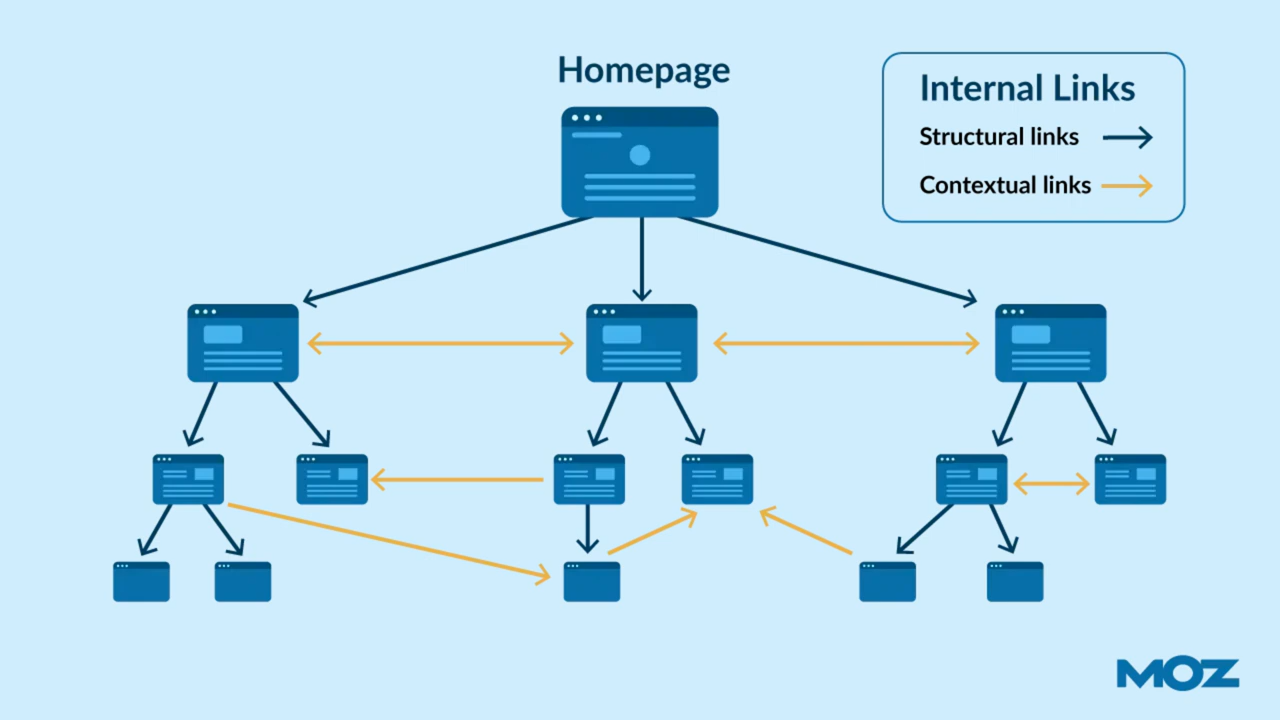 Homepage
Internal Links
Structural links
Contextual links
MOZ